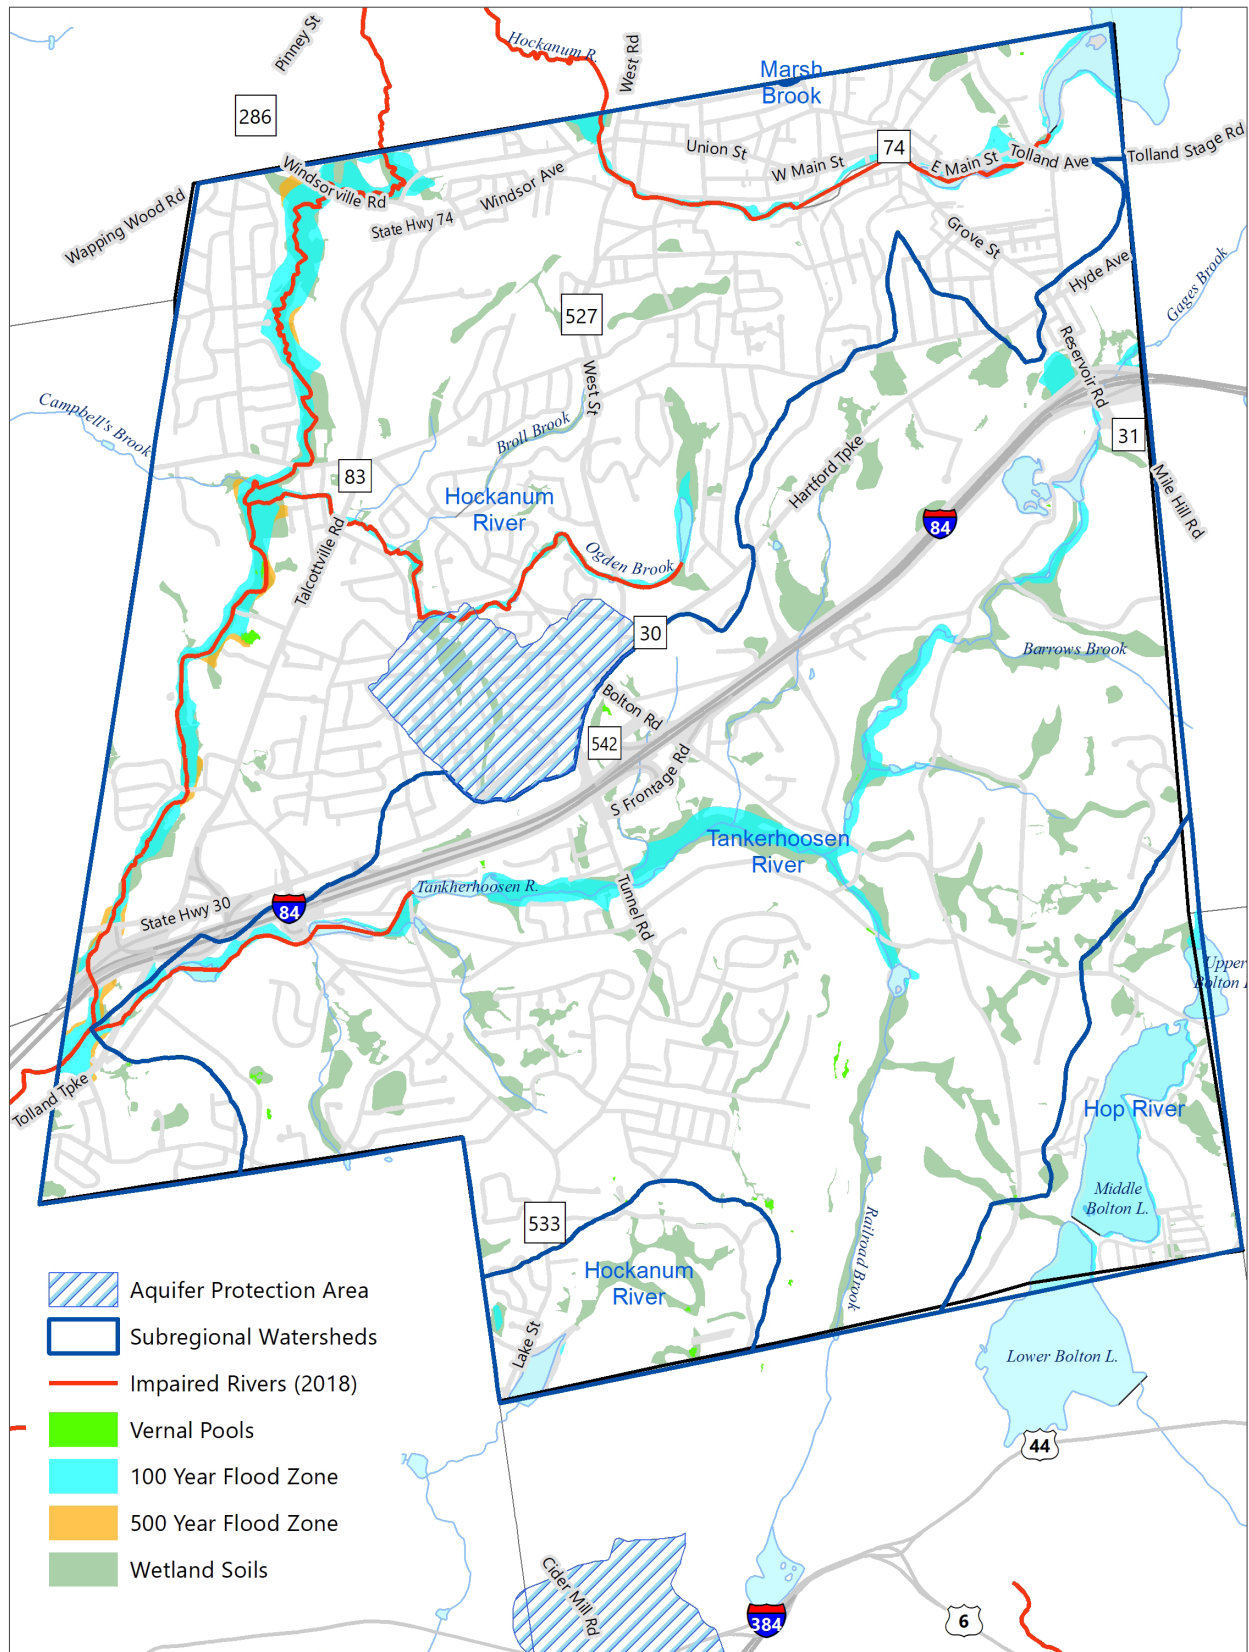 Pinney St
Hockanum R.
West Rd
Marsh
Brook
286
Union St
W Main St
74
E Main St
Tolland Ave
Tolland Stage Rd
Windsorville Rd
Windsor Ave
State Hwy 74
Wapping Wood Rd
Grove St
Hyde Ave
Gages Brook
527
Reservoir Rd
West St
Campbell's Brook
Broll Brook
31
Hartford Tpke
83
Mile Hill Rd
Hockanum
River
84
Talcottville Rd
Ogden Brook
30
Barrows Brook
Bolton Rd
542
S Frontage Rd
Tankerhoosen
River
Tankherhoosen R.
Tunnel Rd
State Hwy 30
84
Upper
Bolton
Tolland Tpke
Hop River
Middle
Bolton L.
533
Railroad Brook
Hockanum
River
Lake St
Lower Bolton L.
Aquifer Protection Area
Subregional Watersheds
Impaired Rivers (2018)
Vernal Pools
100 Year Flood Zone
500 Year Flood Zone
Wetland Soils
44
Cider Mill Rd
384
6